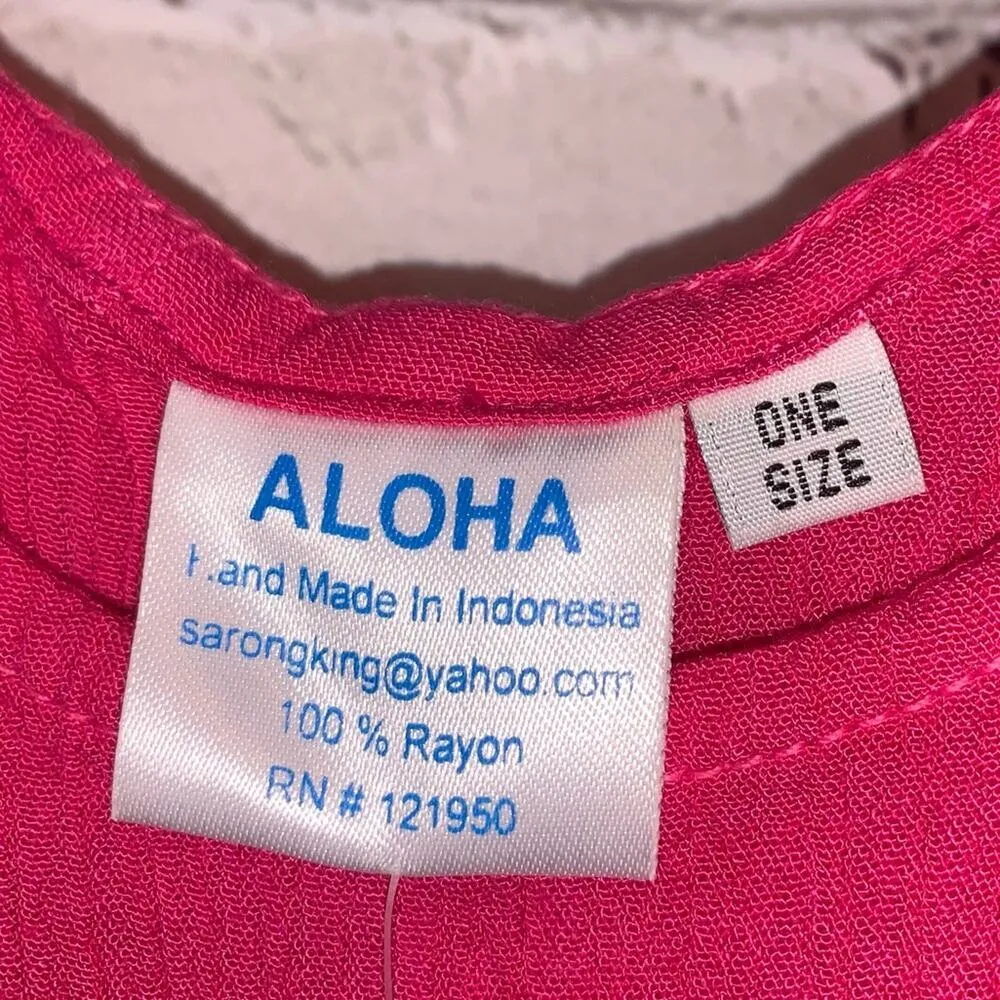 ALOHA
Hand Made In Indonesia
sarongking@yahoo.com
100 % Rayon
RN # 121950
ONE
SIZE